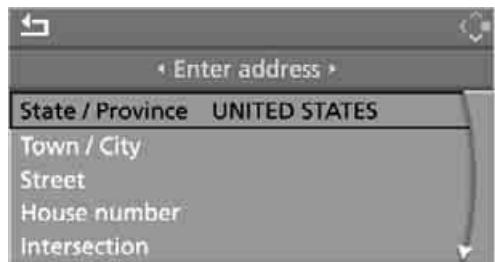 Enter address
State / Province UNITED STATES
Town / City
Street
House number
Intersection